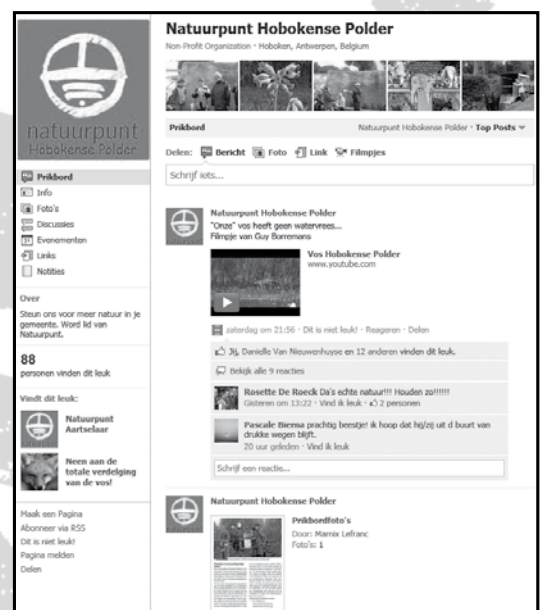 natuurpunt
Hobokense Polder
Prikbord
Info
Foto's
Discussies
Evenementen
Links
Notities
Over
Steun ons voor meer natuur in je
gemeente. Word lid van
Natuurpunt.
88
personen vinden dit leuk
Vindt dit leuk:
Natuurpunt
Aartselaar
Neen aan de
totale verdelging
van de vos!
Maak een Pagina
Abonneer via RSS
Dit is niet leuk!
Pagina melden
Delen
Natuurpunt Hobokense Polder
Non-Profit Organization · Hoboken, Antwerpen, Belgium
Prikbord Natuurpunt Hobokense Polder · Top Posts
Delen: Bericht Foto Link Filmpjes
Schrijf iets...
Natuurpunt Hobokense Polder
"Onze" vos heeft geen watervrees...
Filmpje van Guy Borremans
Vos Hobokense Polder
www.youtube.com
zaterdag om 21:56 · Dit is niet leuk! · Reageren · Delen
Jij, Danielle Van Nieuwenhuyse en 12 anderen vinden dit leuk.
Bekijk alle 9 reacties
Rosette De Roeck Da's echte natuur!!! Houden zo!!!!!!
Gisteren om 13:22 · Vind ik leuk · 2 personen
Pascale Bierna prachtig beestje! ik hoop dat hij/zij uit d buurt van
drukke wegen blijft.
20 uur geleden · Vind ik leuk
Schrijf een reactie...
Natuurpunt Hobokense Polder
Prikbordfoto's
Door: Marnix Lefranc
Foto's: 1